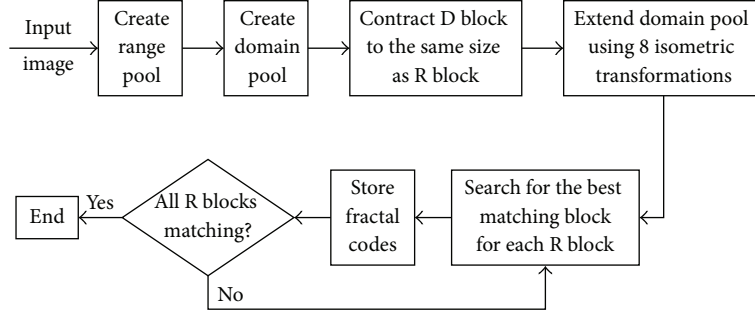 Input
image
Create
range
pool
Create
domain
pool
Contract D block
to the same size
as R block
Extend domain pool
using 8 isometric
transformations
Search for the best
matching block
for each R block
Store
fractal
codes
All R blocks
matching?
Yes
End
No